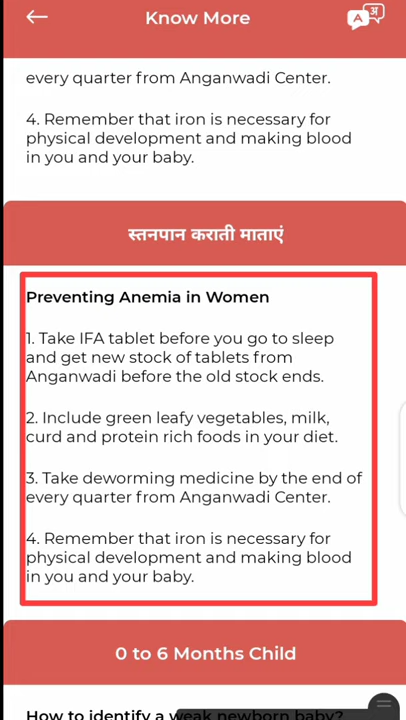 Know More
A अ
every quarter from Anganwadi Center.
4. Remember that iron is necessary for
physical development and making blood
in you and your baby.
स्तनपान कराती माताएं
Preventing Anemia in Women
1. Take IFA tablet before you go to sleep
and get new stock of tablets from
Anganwadi before the old stock ends.
2. Include green leafy vegetables, milk,
curd and protein rich foods in your diet.
3. Take deworming medicine by the end of
every quarter from Anganwadi Center.
4. Remember that iron is necessary for
physical development and making blood
in you and your baby.
0 to 6 Months Child
How to identify a weak newborn baby?